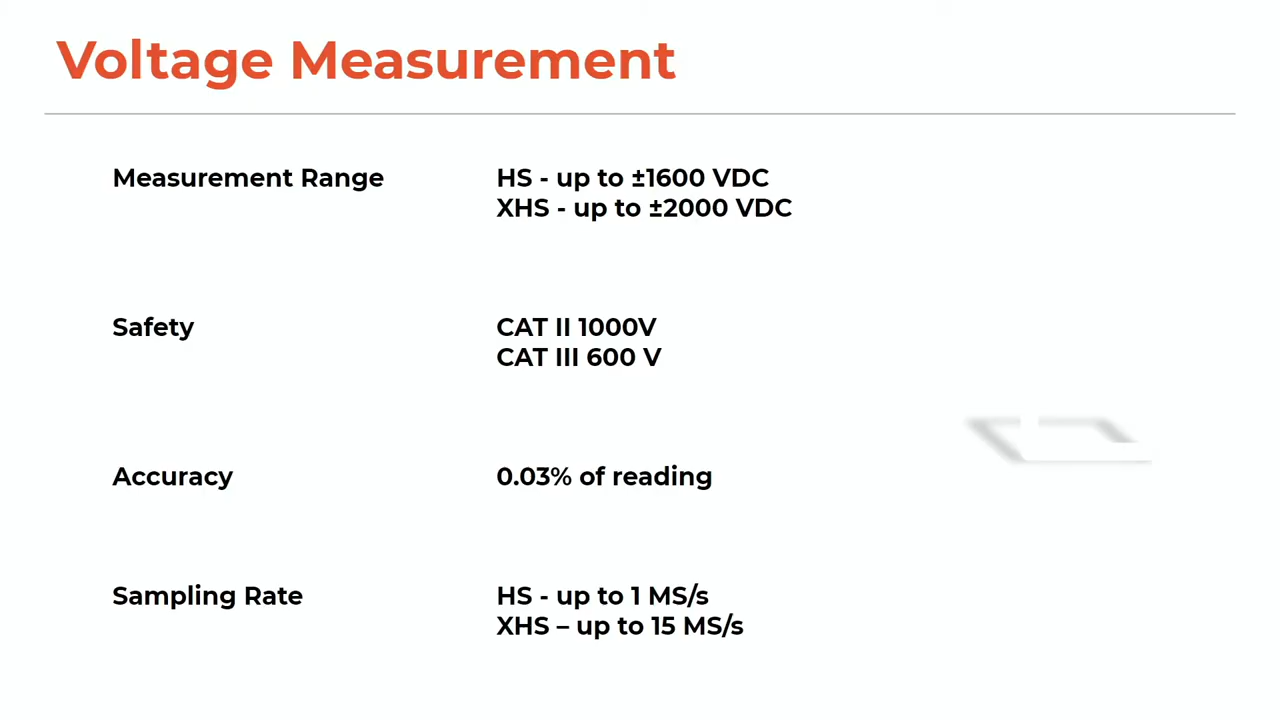 Voltage Measurement
Measurement Range
HS - up to ±1600 VDC
XHS - up to ±2000 VDC
Safety
CAT II 1000V
CAT III 600 V
Accuracy
0.03% of reading
Sampling Rate
HS - up to 1 MS/s
XHS – up to 15 MS/s